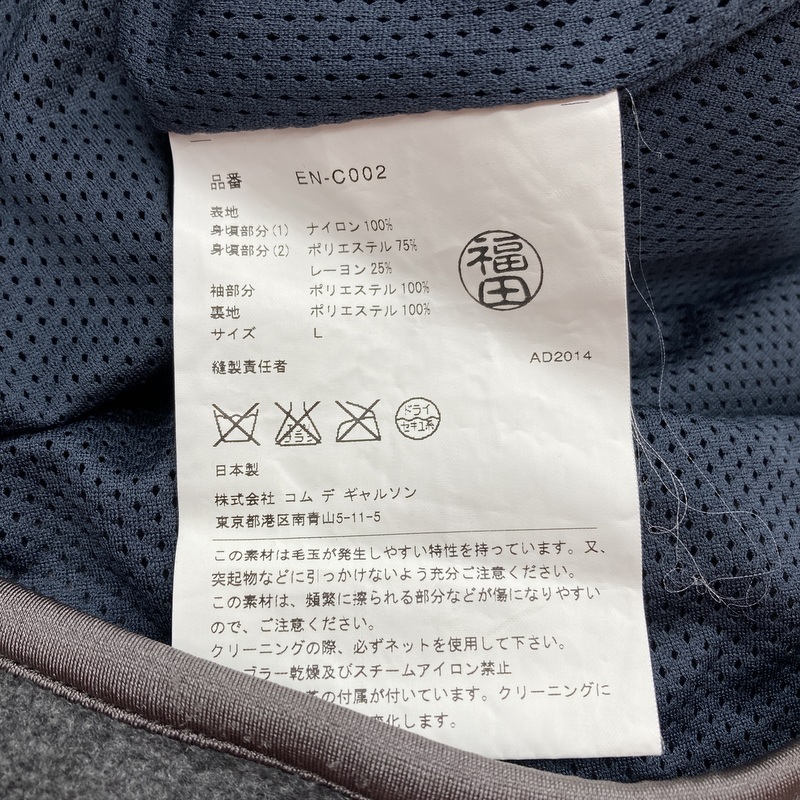 品番 EN-C002
表地
身頃部分(1) ナイロン100%
身頃部分(2) ポリエステル75%
レーヨン25%
袖部分 ポリエステル100%
裏地 ポリエステル100%
サイズ L
福田
縫製責任者
AD2014
エンソ
サラシ
ドライ
セキユ系
日本製
株式会社 コム デ ギャルソン
東京都港区南青山5-11-5
この素材は毛玉が発生しやすい特性を持っています。又、
突起物などに引っかけないよう充分ご注意ください。
この素材は、頻繁に擦られる部分などが傷になりやすい
ので、ご注意ください。
クリーニングの際、必ずネットを使用して下さい。
ブラー乾燥及びスチームアイロン禁止
の付属が付いています。クリーニングに
変化します。